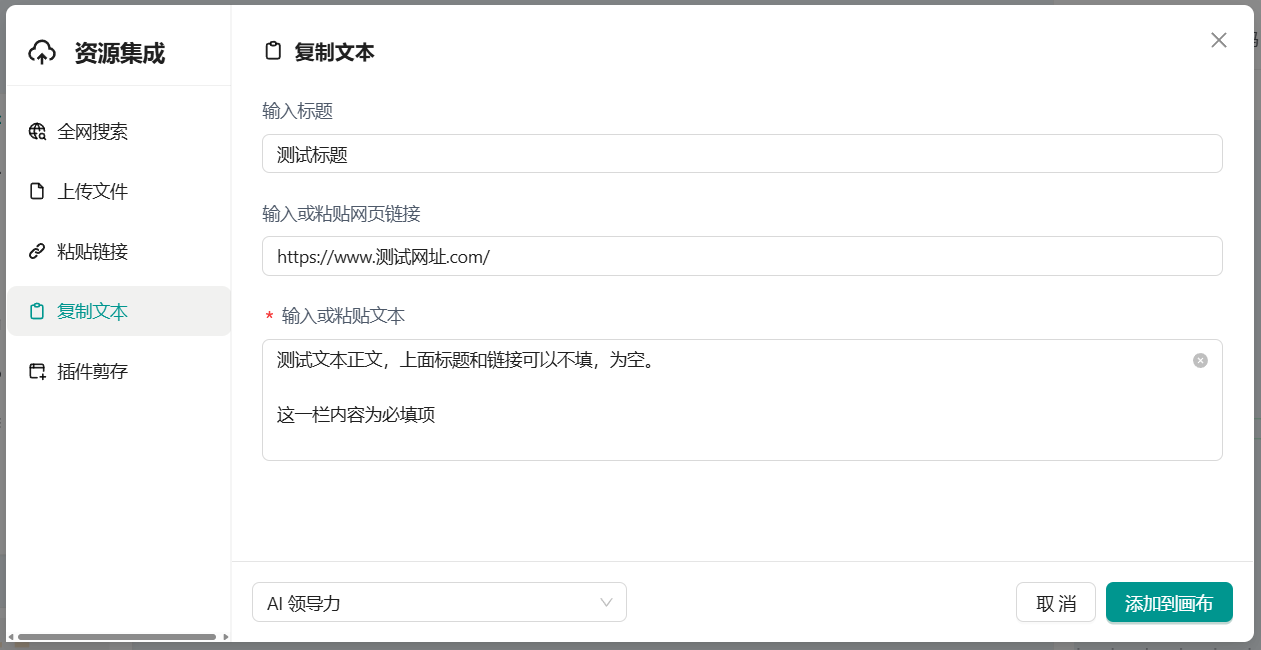 资源集成
全网搜索
上传文件
粘贴链接
复制文本
插件剪存
复制文本
输入标题
测试标题
输入或粘贴网页链接
https://www.测试网址.com/
* 输入或粘贴文本
测试文本正文，上面标题和链接可以不填，为空。
这一栏内容为必填项
AI 领导力
取 消
添加到画布